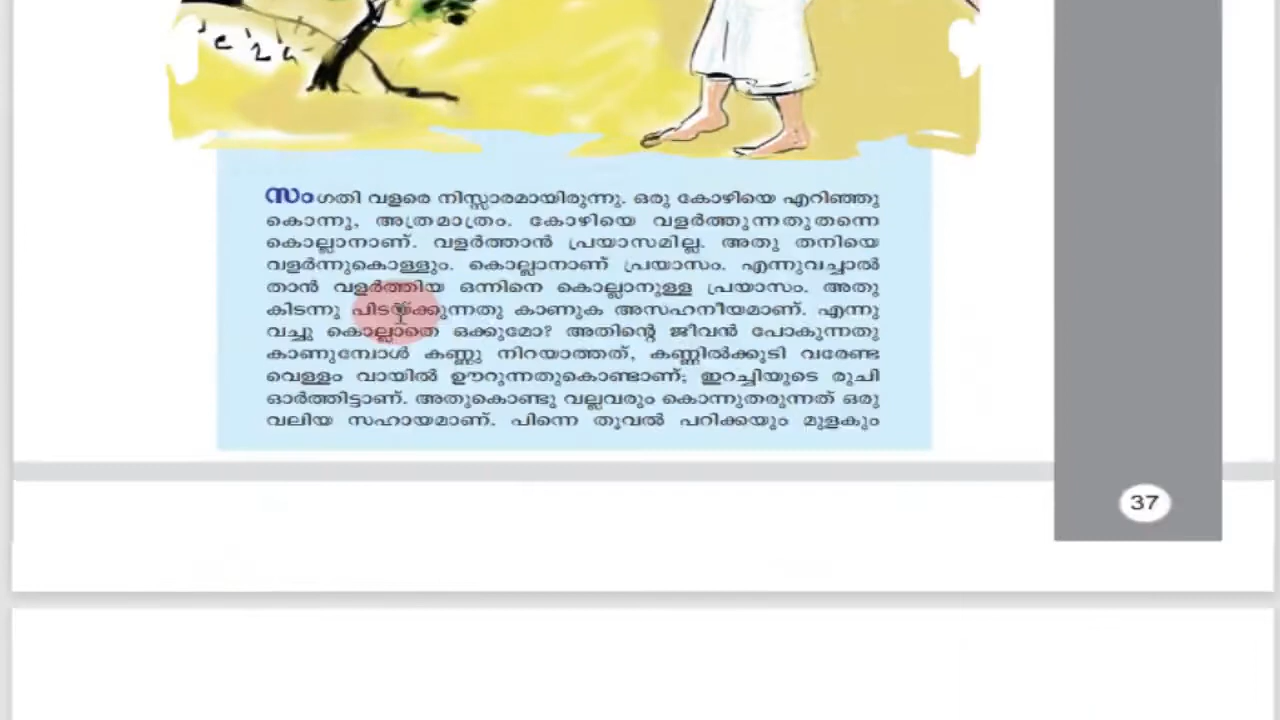 സംഗതി വളരെ നിസ്സാരമായിരുന്നു. ഒരു കോഴിയെ എറിഞ്ഞു
കൊന്നു, അത്രമാത്രം. കോഴിയെ വളർത്തുന്നതുതന്നെ
കൊല്ലാനാണ്. വളർത്താൻ പ്രയാസമില്ല. അതു തനിയെ
വളർന്നുകൊള്ളും. കൊല്ലാനാണ് പ്രയാസം. എന്നുവച്ചാൽ
താൻ വളർത്തിയ ഒന്നിനെ കൊല്ലാനുള്ള പ്രയാസം. അതു
കിടന്നു പിടയ്ക്കുന്നതു കാണുക അസഹനീയമാണ്. എന്നു
വച്ചു കൊല്ലാതെ ഒക്കുമോ? അതിന്റെ ജീവൻ പോകുന്നതു
കാണുമ്പോൾ കണ്ണു നിറയാത്തത്, കണ്ണിൽക്കൂടി വരേണ്ട
വെള്ളം വായിൽ ഊറുന്നതുകൊണ്ടാണ്; ഇറച്ചിയുടെ രുചി
ഓർത്തിട്ടാണ്. അതുകൊണ്ടു വല്ലവരും കൊന്നുതരുന്നത് ഒരു
വലിയ സഹായമാണ്. പിന്നെ തൂവൽ പറിക്കയും മുളകും
37